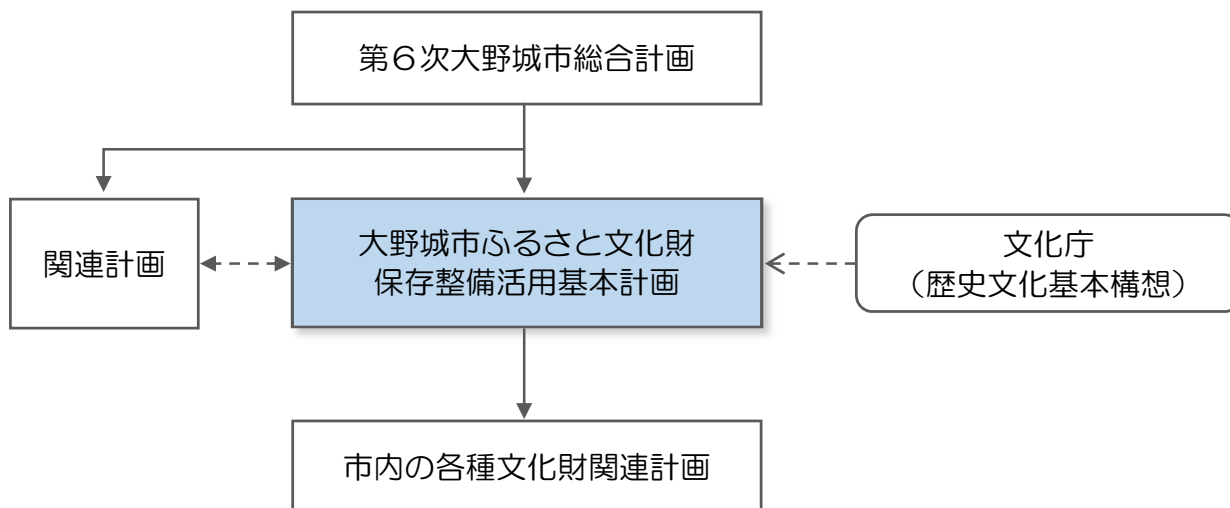 第６次大野城市総合計画
関連計画
大野城市ふるさと文化財
保存整備活用基本計画
文化庁
（歴史文化基本構想）
市内の各種文化財関連計画